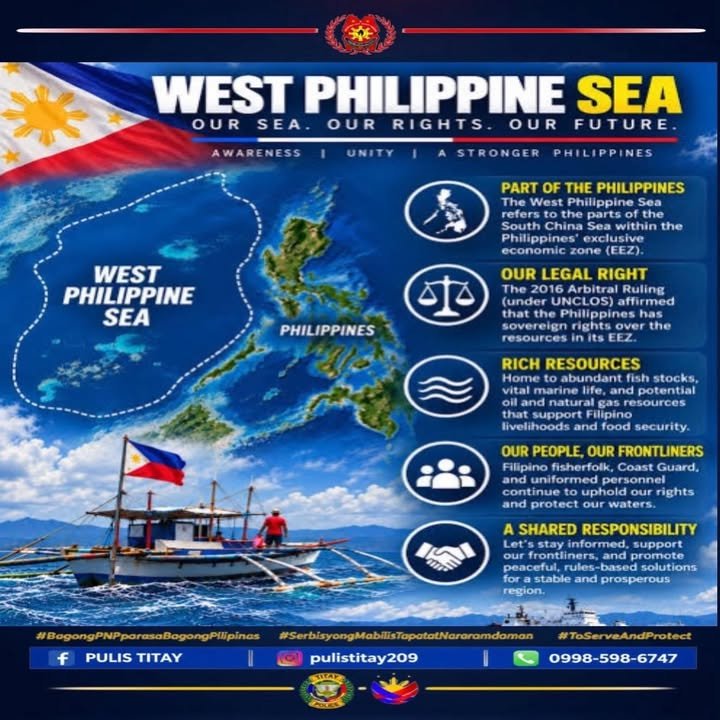 WEST PHILIPPINE SEA
OUR SEA. OUR RIGHTS. OUR FUTURE.
AWARENESS | UNITY | A STRONGER PHILIPPINES
WEST
PHILIPPINE
SEA
PHILIPPINES
PART OF THE PHILIPPINES
The West Philippine Sea
refers to the parts of the
South China Sea within the
Philippines' exclusive
economic zone (EEZ).
OUR LEGAL RIGHT
The 2016 Arbitral Ruling
(under UNCLOS) affirmed
that the Philippines has
sovereign rights over the
resources in its EEZ.
RICH RESOURCES
Home to abundant fish stocks,
vital marine life, and potential
oil and natural gas resources
that support Filipino
livelihoods and food security.
OUR PEOPLE, OUR FRONTLINERS
Filipino fisherfolk, Coast Guard,
and uniformed personnel
continue to uphold our rights
and protect our waters.
A SHARED RESPONSIBILITY
Let's stay informed, support
our frontliners, and promote
peaceful, rules-based solutions
for a stable and prosperous
region.
#BagongPNPparasaBagongPilipinas #SerbisyongMabilisTapatatNararamdaman #ToServeAndProtect
PULIS TITAY | pulistitay209 | 0998-598-6747
TITAY
POLICE